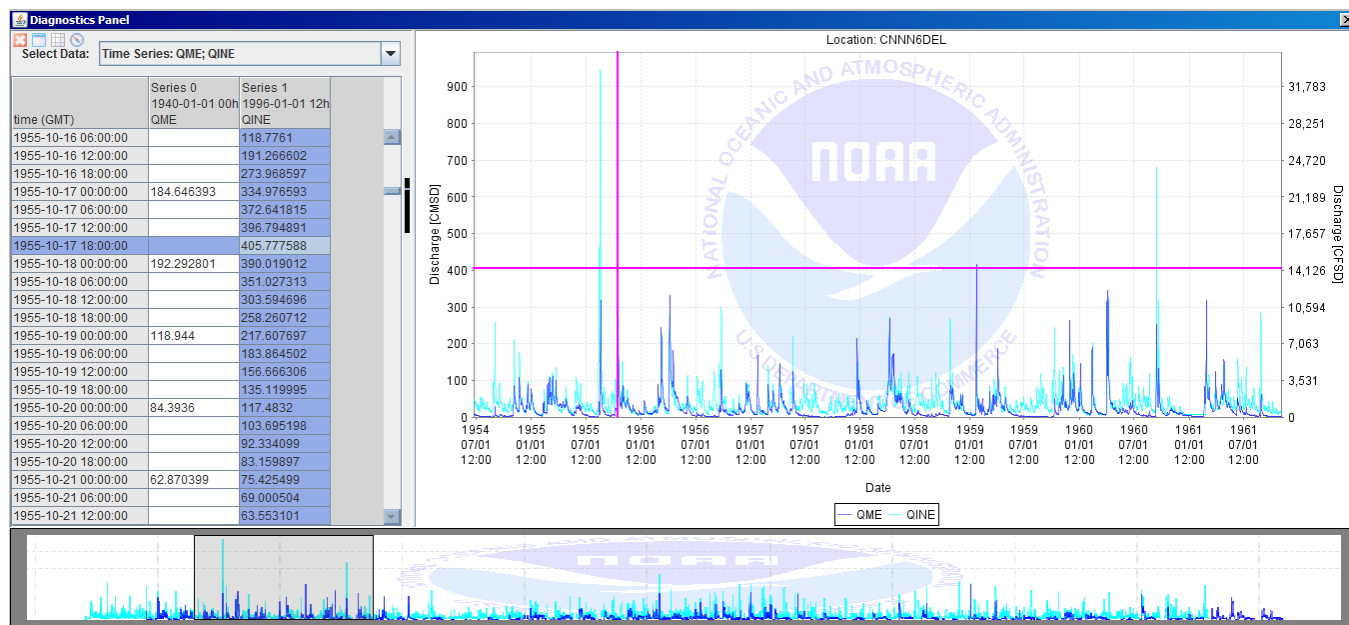 Diagnostics Panel
Select Data: Time Series: QME; QINE
Series 0 Series 1
1940-01-01 00h 1996-01-01 12h
time (GMT) QME QINE
1955-10-16 06:00:00 118.7761
1955-10-16 12:00:00 191.266602
1955-10-16 18:00:00 273.968597
1955-10-17 00:00:00 184.646393 334.976593
1955-10-17 06:00:00 372.641815
1955-10-17 12:00:00 396.794891
1955-10-17 18:00:00 405.777588
1955-10-18 00:00:00 192.292801 390.019012
1955-10-18 06:00:00 351.027313
1955-10-18 12:00:00 303.594696
1955-10-18 18:00:00 258.260712
1955-10-19 00:00:00 118.944 217.607697
1955-10-19 06:00:00 183.864502
1955-10-19 12:00:00 156.666306
1955-10-19 18:00:00 135.119995
1955-10-20 00:00:00 84.3936 117.4832
1955-10-20 06:00:00 103.695198
1955-10-20 12:00:00 92.334099
1955-10-20 18:00:00 83.159897
1955-10-21 00:00:00 62.870399 75.425499
1955-10-21 06:00:00 69.000504
1955-10-21 12:00:00 63.553101
Location: CNNN6DEL
Discharge [CMSD]
900 31,783
800 28,251
700 24,720
600 21,189
500 17,657
400 14,126
300 10,594
200 7,063
100 3,531
0 0
Discharge [CFSD]
NATIONAL OCEANIC AND ATMOSPHERIC ADMINISTRATION
NOAA
U.S. DEPARTMENT OF COMMERCE
1954 1955 1955 1956 1956 1957 1957 1958 1958 1959 1959 1960 1960 1961 1961
07/01 01/01 07/01 01/01 07/01 01/01 07/01 01/01 07/01 01/01 07/01 01/01 07/01 01/01 07/01
12:00 12:00 12:00 12:00 12:00 12:00 12:00 12:00 12:00 12:00 12:00 12:00 12:00 12:00 12:00
Date
QME QINE
NOAA